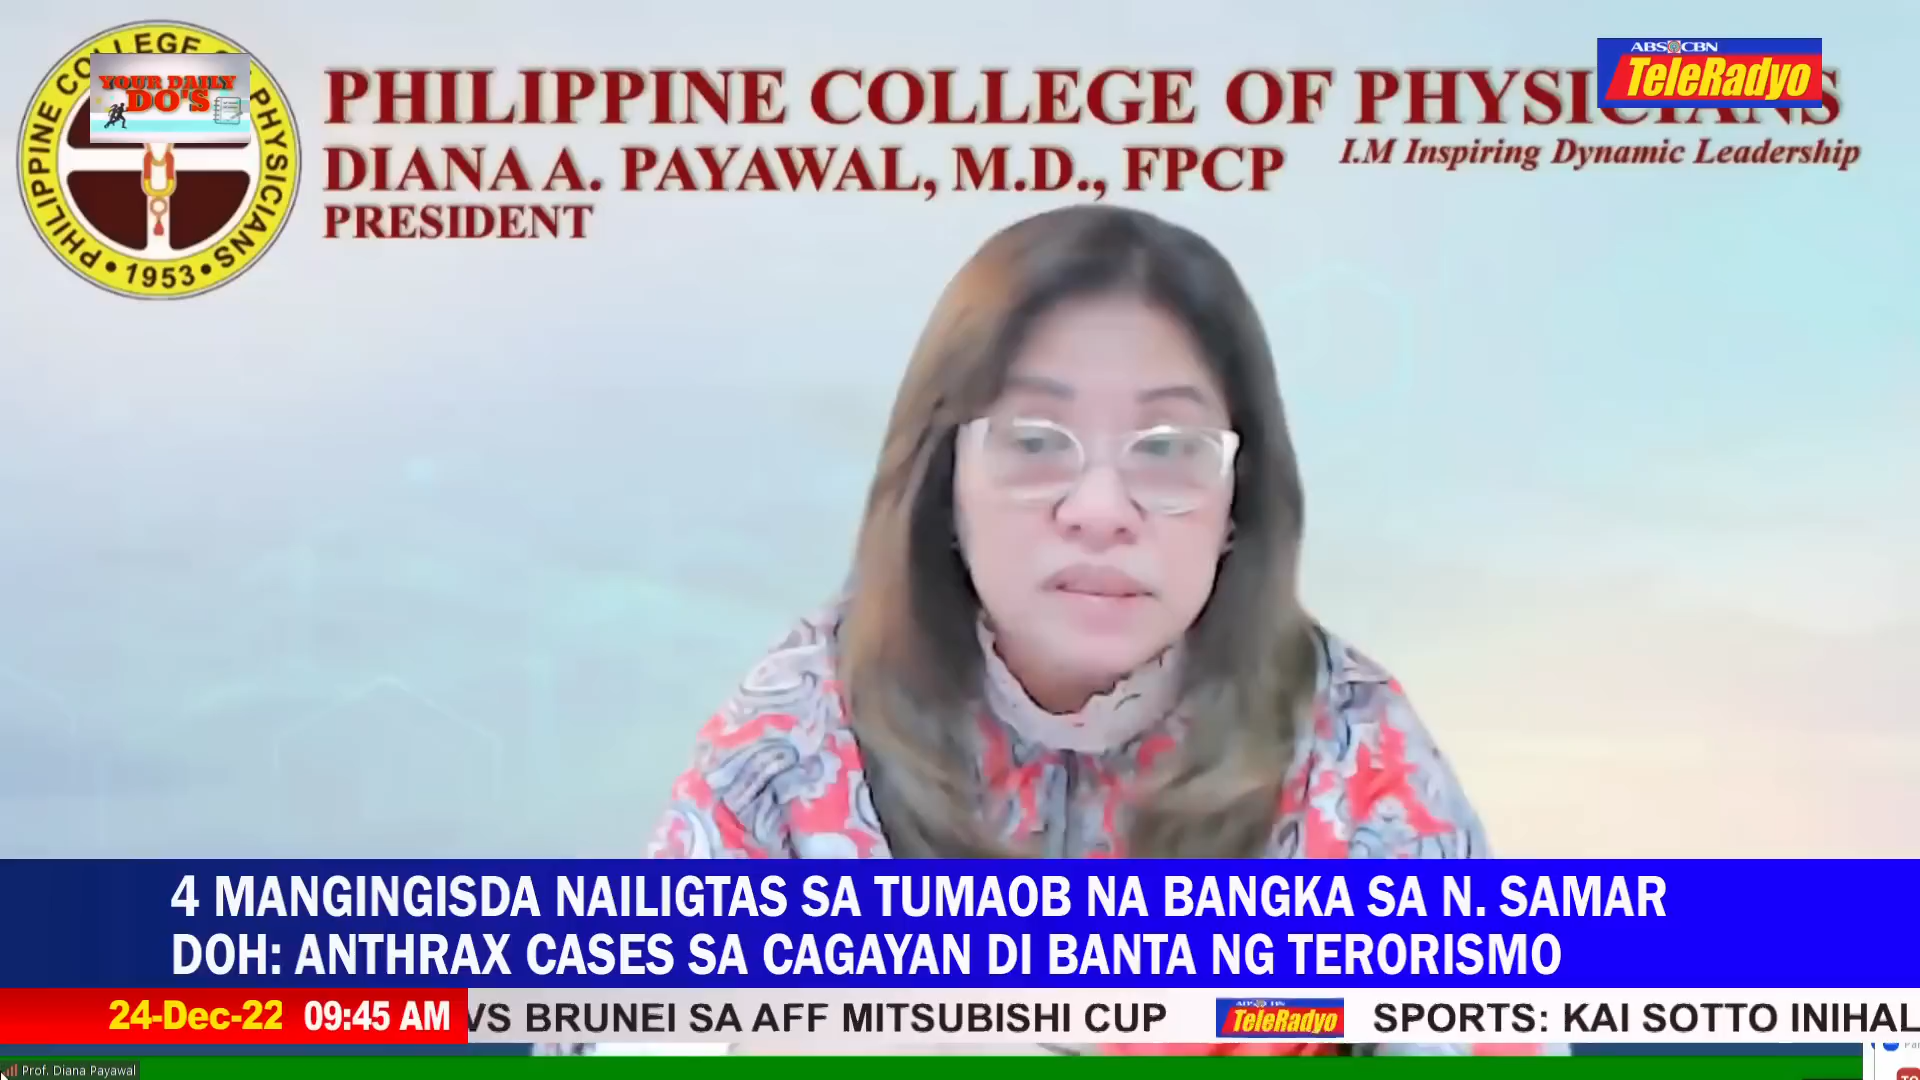 PHILIPPINE COLLEGE OF PHYSICIANS
1953
YOUR DAILY
DO'S
PHILIPPINE COLLEGE OF PHYSICIANS
I.M Inspiring Dynamic Leadership
DIANA A. PAYAWAL, M.D., FPCP
PRESIDENT
ABS-CBN
TeleRadyo
4 MANGINGISDA NAILIGTAS SA TUMAOB NA BANGKA SA N. SAMAR
DOH: ANTHRAX CASES SA CAGAYAN DI BANTA NG TERORISMO
24-Dec-22 09:45 AM VS BRUNEI SA AFF MITSUBISHI CUP ABS-CBN TeleRadyo SPORTS: KAI SOTTO INIHAL
Prof. Diana Payawal